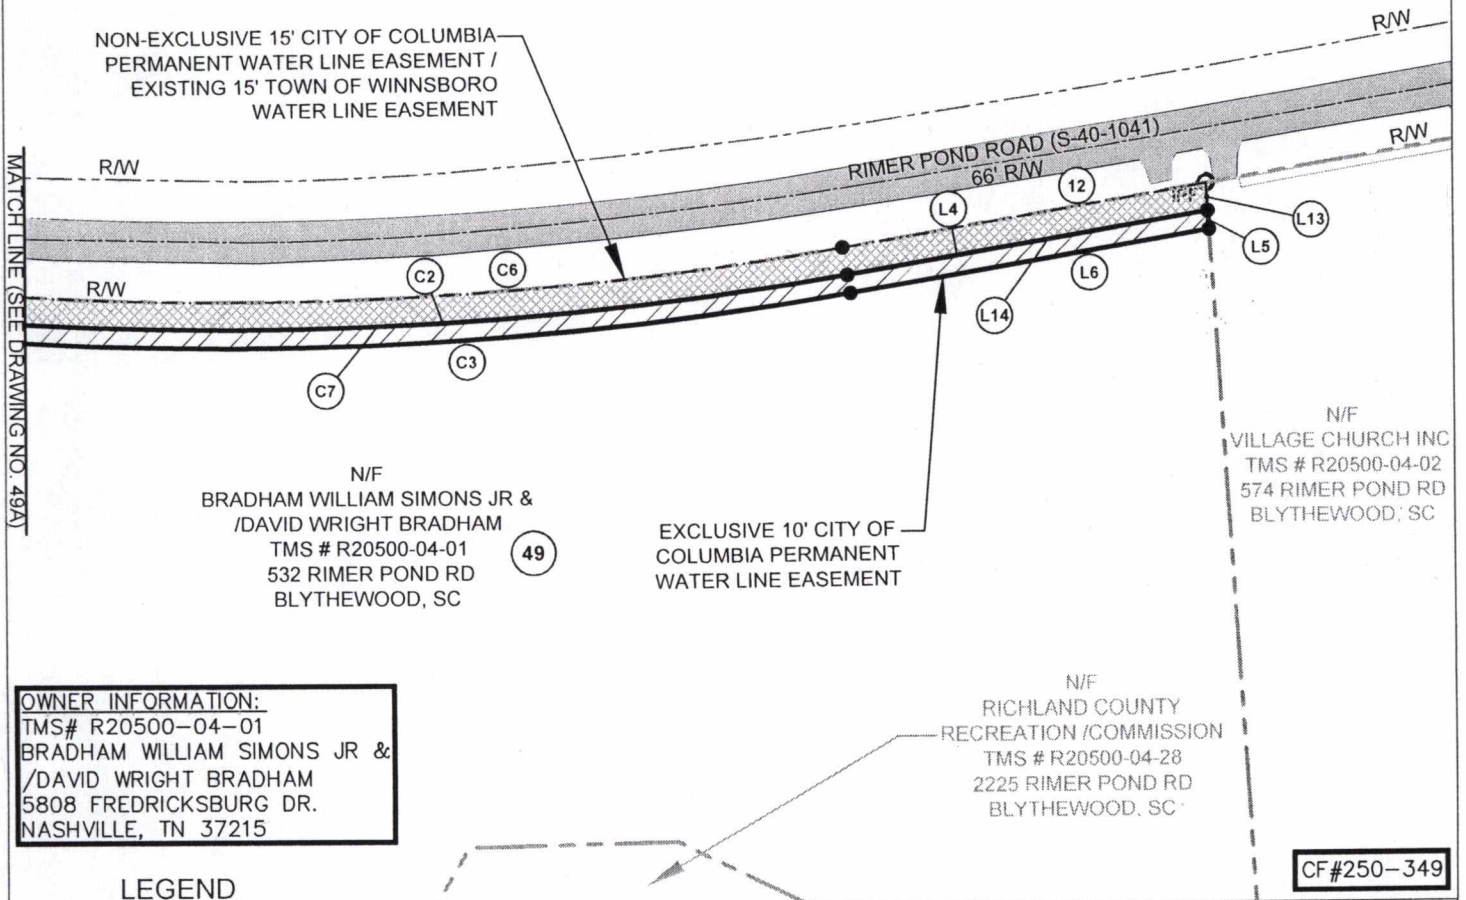 NON-EXCLUSIVE 15' CITY OF COLUMBIA
PERMANENT WATER LINE EASEMENT /
EXISTING 15' TOWN OF WINNSBORO
WATER LINE EASEMENT
R/W
R/W
R/W
R/W
RIMER POND ROAD (S-40-1041)
66' R/W
MATCH LINE (SEE DRAWING NO. 49A)
12
L4
L13
L5
L6
L14
C2
C6
C3
C7
IPF
N/F
BRADHAM WILLIAM SIMONS JR &
/DAVID WRIGHT BRADHAM
TMS # R20500-04-01
532 RIMER POND RD
BLYTHEWOOD, SC
49
EXCLUSIVE 10' CITY OF
COLUMBIA PERMANENT
WATER LINE EASEMENT
N/F
VILLAGE CHURCH INC
TMS # R20500-04-02
574 RIMER POND RD
BLYTHEWOOD, SC
N/F
RICHLAND COUNTY
RECREATION /COMMISSION
TMS # R20500-04-28
2225 RIMER POND RD
BLYTHEWOOD, SC
OWNER INFORMATION:
TMS# R20500-04-01
BRADHAM WILLIAM SIMONS JR &
/DAVID WRIGHT BRADHAM
5808 FREDRICKSBURG DR.
NASHVILLE, TN 37215
LEGEND
CF#250-349